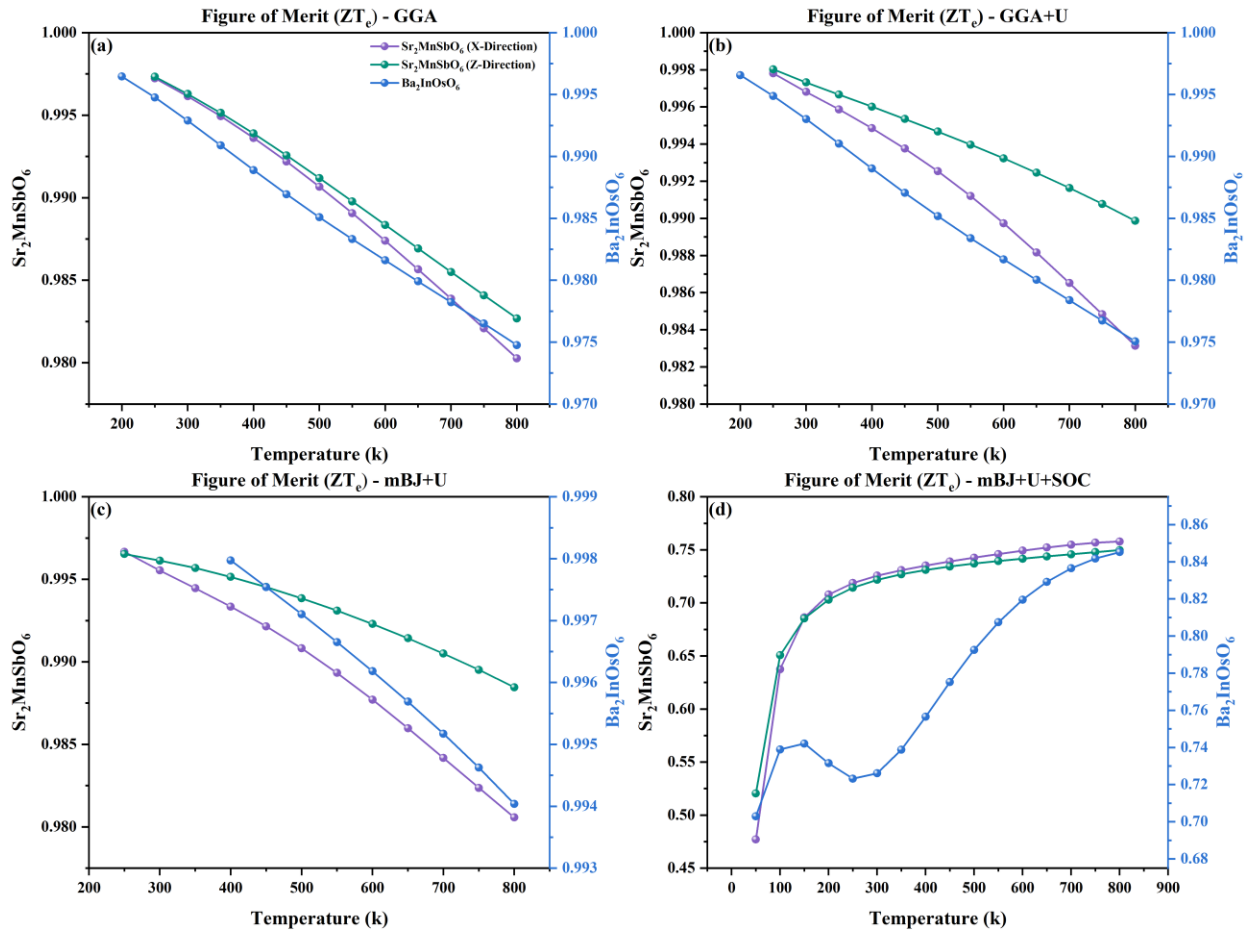 Figure of Merit (ZTe) - GGA
(a)
Sr2MnSbO6 (X-Direction)
Sr2MnSbO6 (Z-Direction)
Ba2InOsO6
1.000
0.995
0.990
0.985
0.980
Sr2MnSbO6
1.000
0.995
0.990
0.985
0.980
0.975
0.970
Ba2InOsO6
200 300 400 500 600 700 800
Temperature (k)
Figure of Merit (ZTe) - GGA+U
(b)
1.000
0.998
0.996
0.994
0.992
0.990
0.988
0.986
0.984
0.982
0.980
Sr2MnSbO6
1.000
0.995
0.990
0.985
0.980
0.975
0.970
Ba2InOsO6
200 300 400 500 600 700 800
Temperature (k)
Figure of Merit (ZTe) - mBJ+U
(c)
1.000
0.995
0.990
0.985
0.980
Sr2MnSbO6
0.999
0.998
0.997
0.996
0.995
0.994
0.993
Ba2InOsO6
200 300 400 500 600 700 800
Temperature (k)
Figure of Merit (ZTe) - mBJ+U+SOC
(d)
0.80
0.75
0.70
0.65
0.60
0.55
0.50
0.45
Sr2MnSbO6
0.86
0.84
0.82
0.80
0.78
0.76
0.74
0.72
0.70
0.68
Ba2InOsO6
0 100 200 300 400 500 600 700 800 900
Temperature (k)